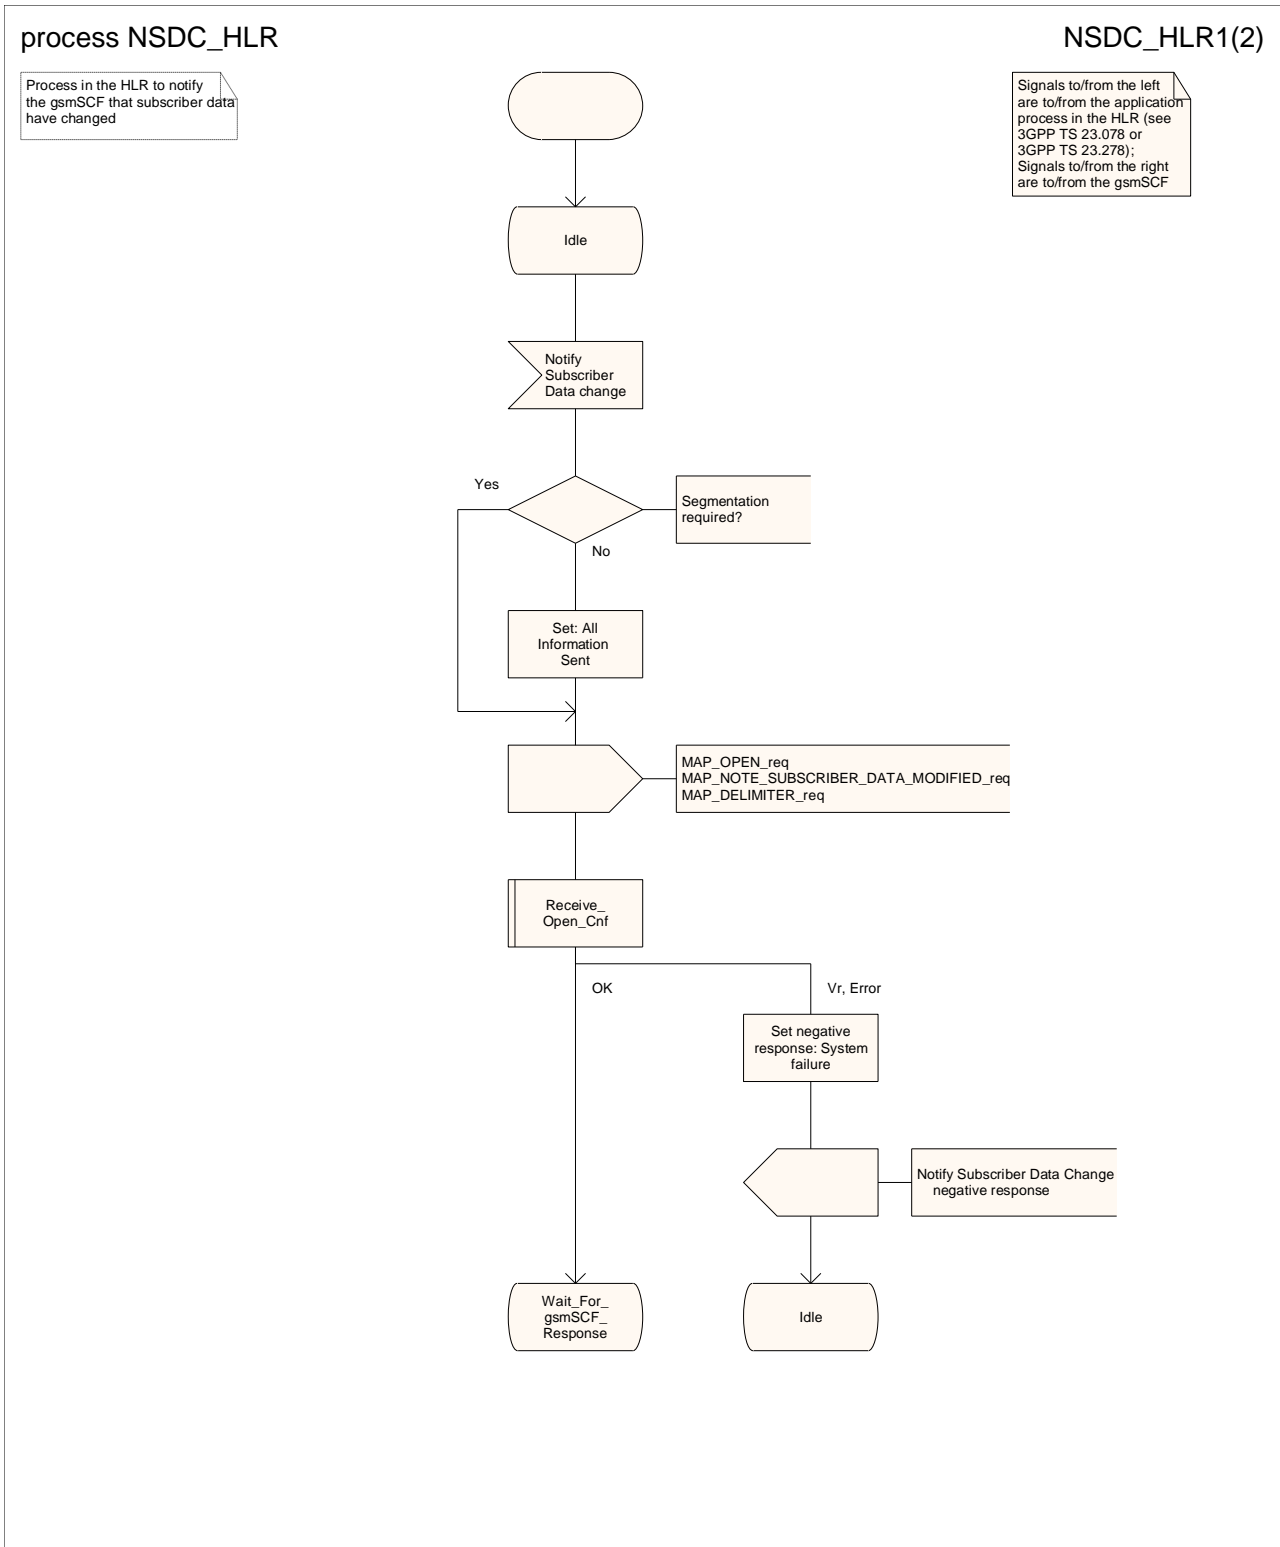 process NSDC_HLR
NSDC_HLR1(2)
Process in the HLR to notify
the gsmSCF that subscriber data
have changed
Signals to/from the left
are to/from the application
process in the HLR (see
3GPP TS 23.078 or
3GPP TS 23.278);
Signals to/from the right
are to/from the gsmSCF
Idle
Notify
Subscriber
Data change
Yes
Segmentation
required?
No
Set: All
Information
Sent
MAP_OPEN_req
MAP_NOTE_SUBSCRIBER_DATA_MODIFIED_req
MAP_DELIMITER_req
Receive_
Open_Cnf
OK
Vr, Error
Set negative
response: System
failure
Notify Subscriber Data Change
negative response
Wait_For_
gsmSCF_
Response
Idle